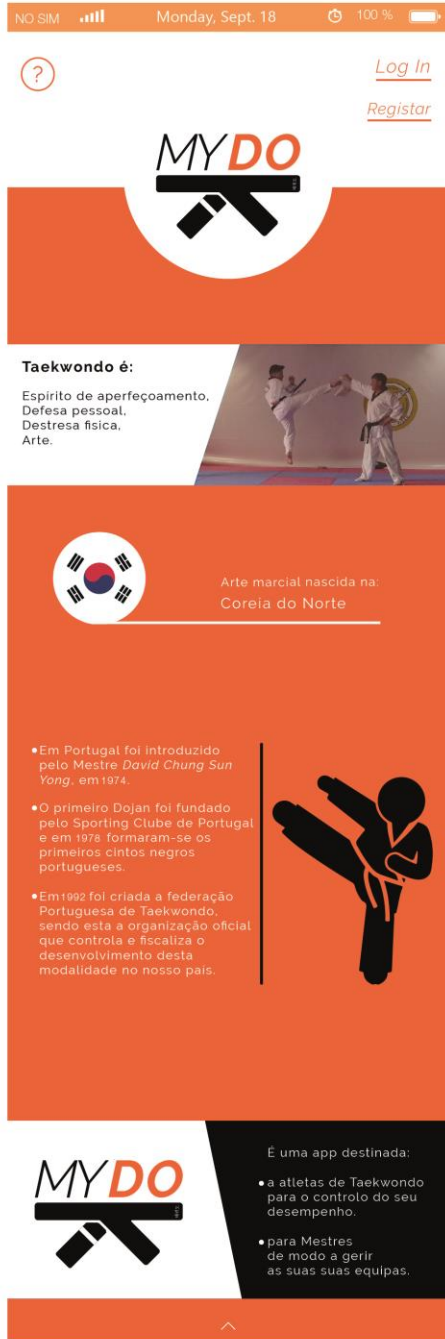 NO SIM
Monday, Sept. 18
100 %
?
Log In
Registar
MYDO
Taekwondo é:
Espírito de aperfeçoamento,
Defesa pessoal,
Destresa fisica,
Arte.
Arte marcial nascida na:
Coreia do Norte
Em Portugal foi introduzido
pelo Mestre David Chung Sun
Yong, em 1974.
O primeiro Dojan foi fundado
pelo Sporting Clube de Portugal
e em 1978 formaram-se os
primeiros cintos negros
portugueses.
Em 1992 foi criada a federação
Portuguesa de Taekwondo,
sendo esta a organização oficial
que controla e fiscaliza o
desenvolvimento desta
modalidade no nosso país.
MYDO
É uma app destinada:
a atletas de Taekwondo
para o controlo do seu
desempenho.
para Mestres
de modo a gerir
as suas suas equipas.